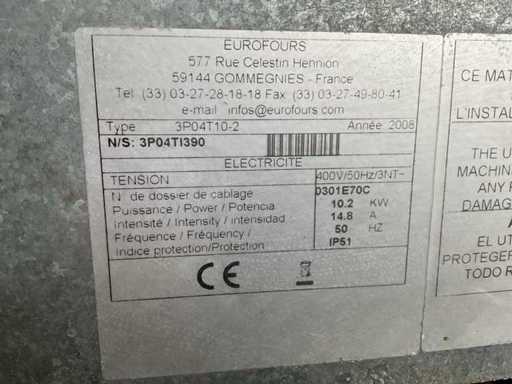 EUROFOURS
577 Rue Celestin Hennion
59144 GOMMEGNIES - France
Tel (33) 03-27-28-18-18 Fax (33) 03-27-49-80-41
e-mail infos@eurofours.com
Type 3P04T10-2 Année 2008
N/S: 3P04TI390
ELECTRICITE
TENSION 400V/50Hz/3NT~
N. de dossier de cablage 0301E70C
Puissance / Power / Potencia 10.2 KW
Intensité / Intensity / intensidad 14.8 A
Fréquence / Frequency / 50 HZ
Indice protection/Protection IP51
CE
CE MAT
L'INSTAL
THE U
MACHIN
ANY
DAMAG
EL UT
PROTEGER
TODO R